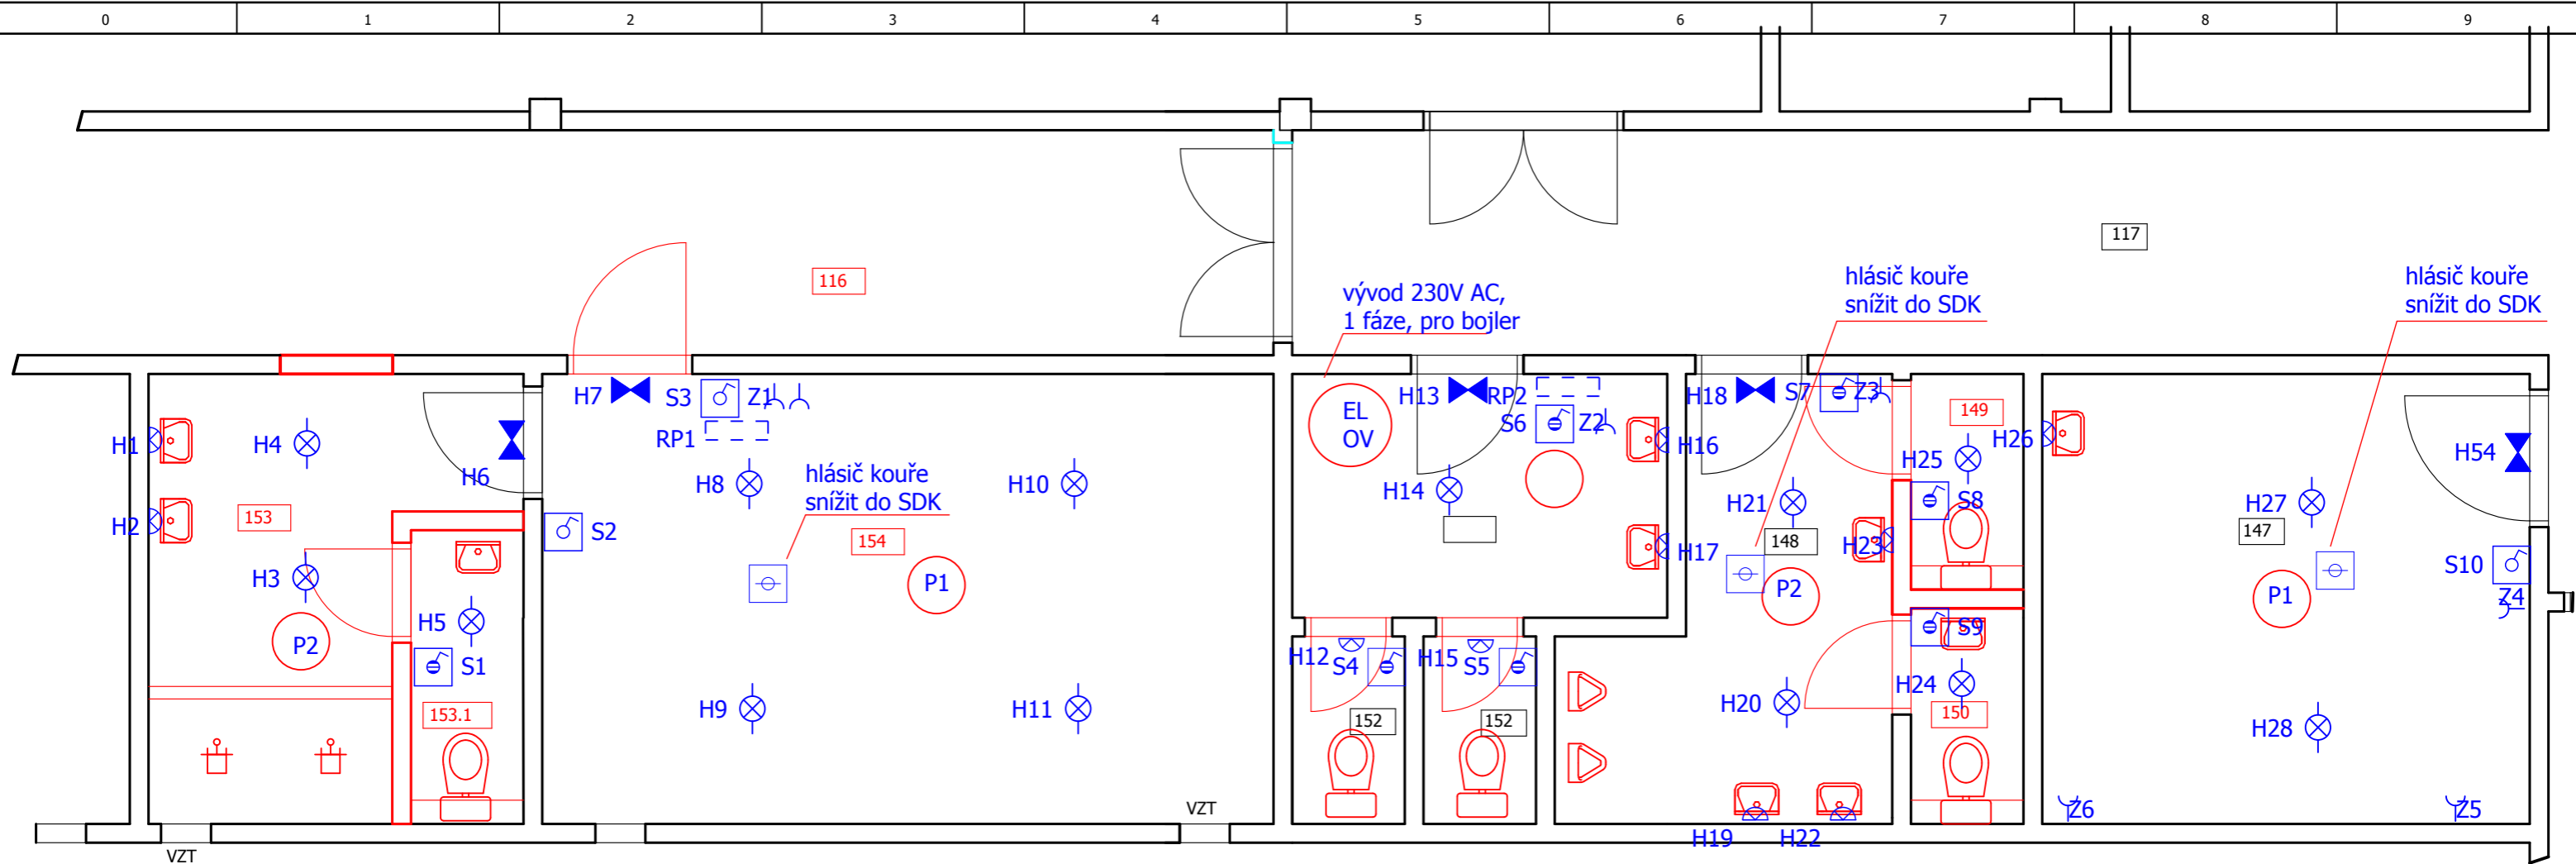 0 1 2 3 4 5 6 7 8 9
117
116
hlásič kouře
snížit do SDK
hlásič kouře
snížit do SDK
vývod 230V AC,
1 fáze, pro bojler
H7 S3 Z1 H13 RP2 H18 S7 Z3
EL
OV
S6 Z2
149
RP1
H1 H4 H16 H26 H54
H6
H25
hlásič kouře
snížit do SDK
H8 H10 H14 H21 S8 H27
H2 153 S2 H17 148 H23 147
154
H3 P1 P2 P1 S10
Z4
H5 P2 S9
H12 S4 H15 S5
S1 H24
H9 H11 H20
153.1 152 152 150 H28
VZT Z6 Z5
H19 H22
VZT